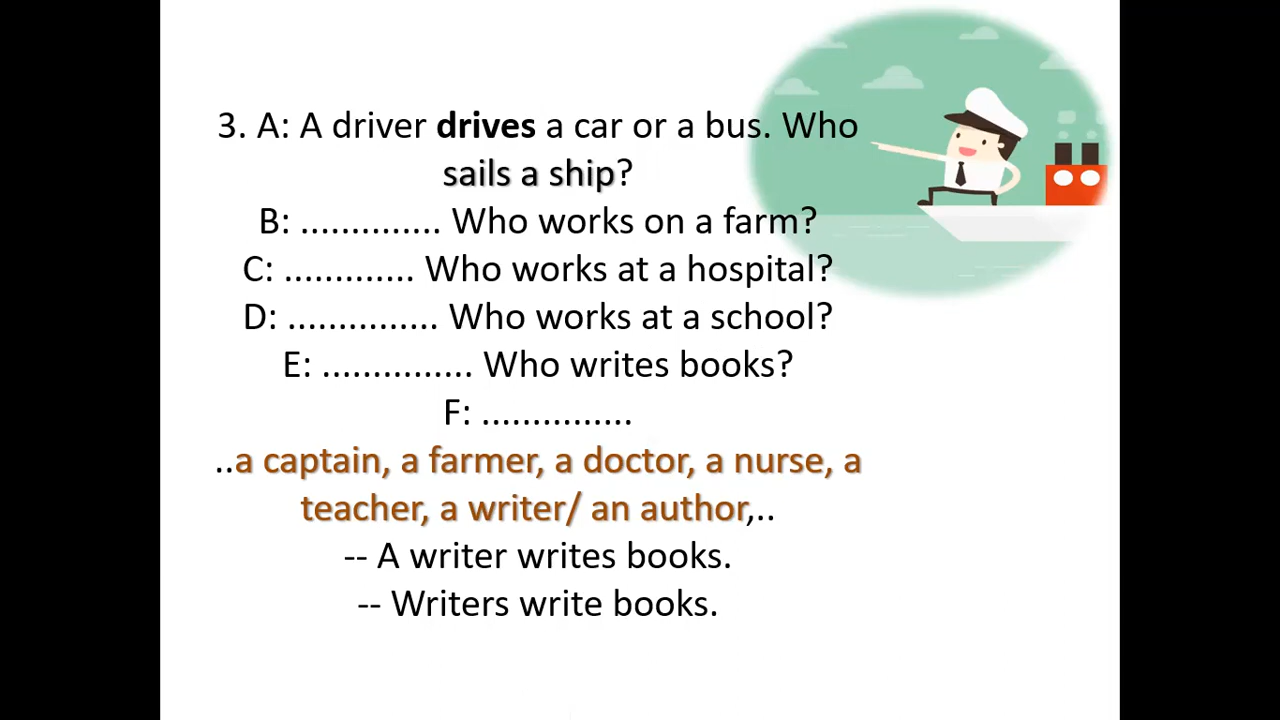 3. A: A driver drives a car or a bus. Who
sails a ship?
B: .............. Who works on a farm?
C: ............. Who works at a hospital?
D: ............... Who works at a school?
E: ............... Who writes books?
F: ...............
..a captain, a farmer, a doctor, a nurse, a
teacher, a writer/ an author,..
-- A writer writes books.
-- Writers write books.